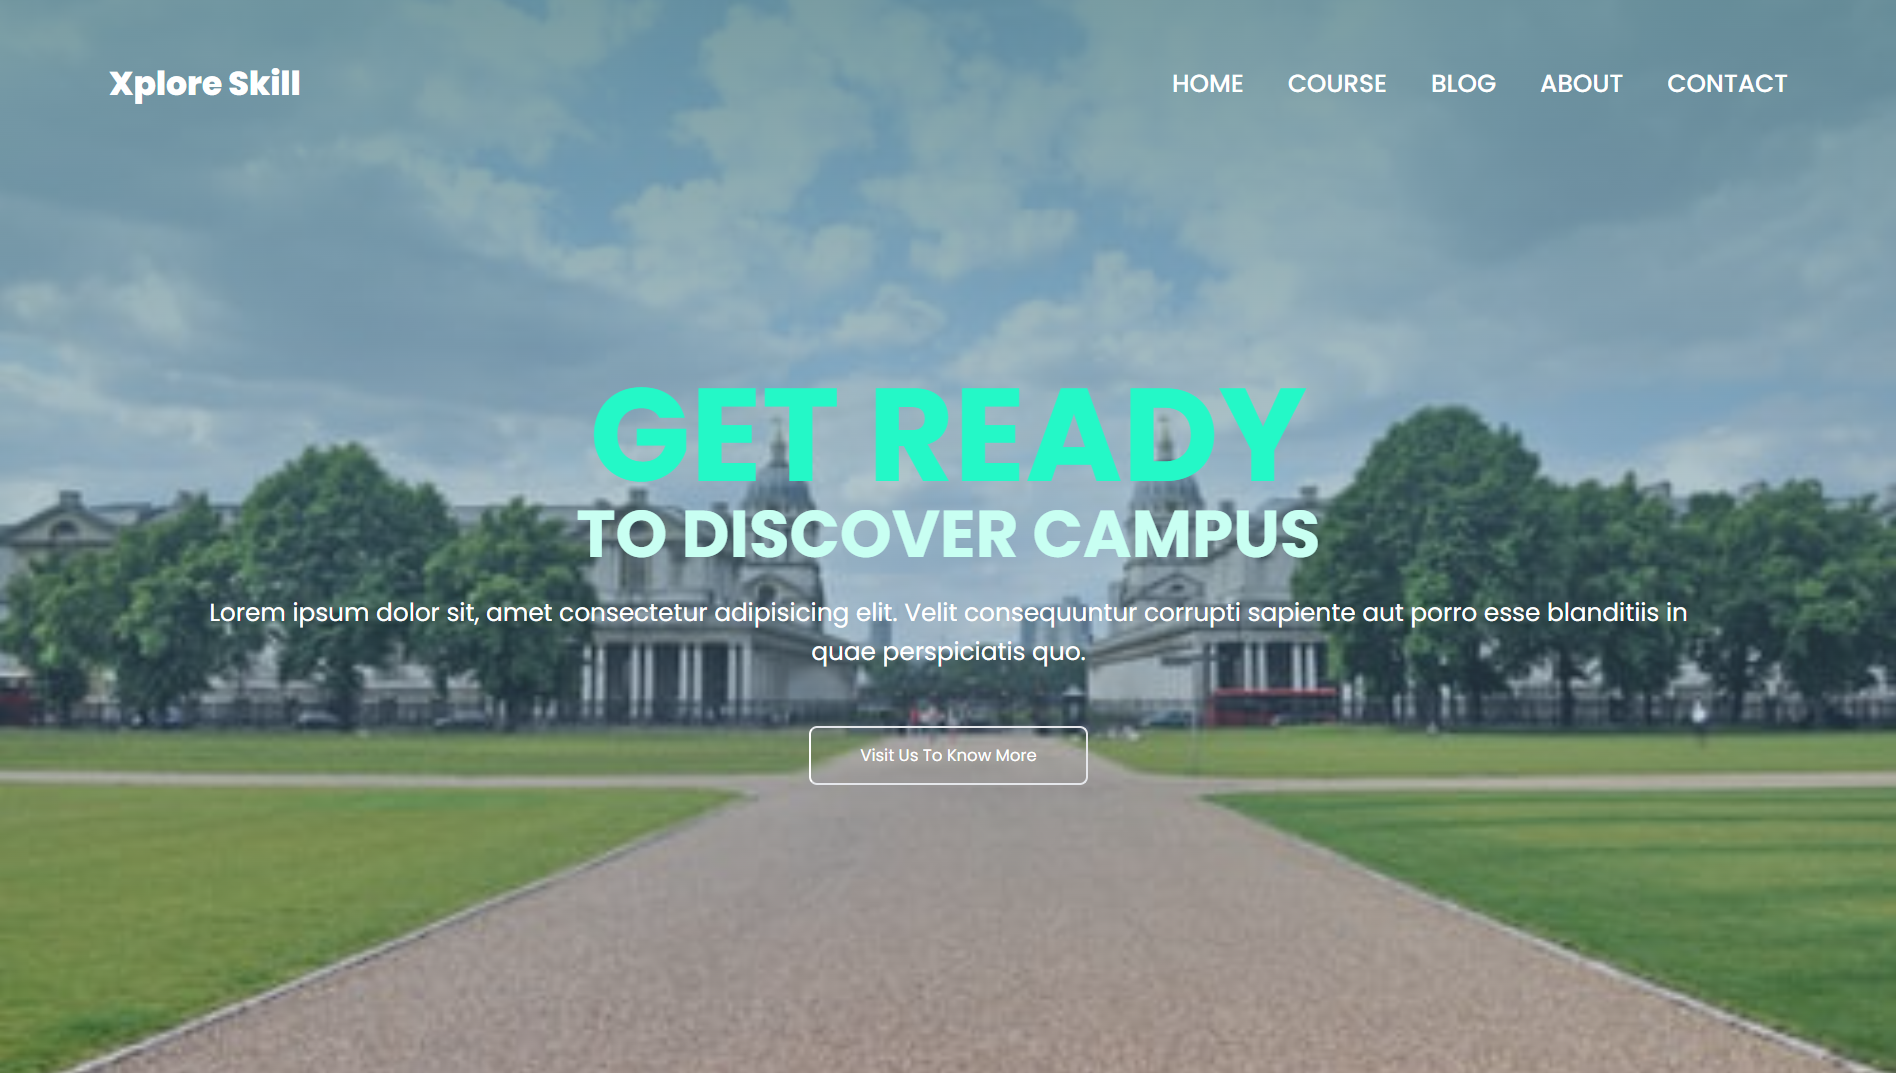 Xplore Skill
HOME COURSE BLOG ABOUT CONTACT
GET READY
TO DISCOVER CAMPUS
Lorem ipsum dolor sit, amet consectetur adipisicing elit. Velit consequuntur corrupti sapiente aut porro esse blanditiis in
quae perspiciatis quo.
Visit Us To Know More